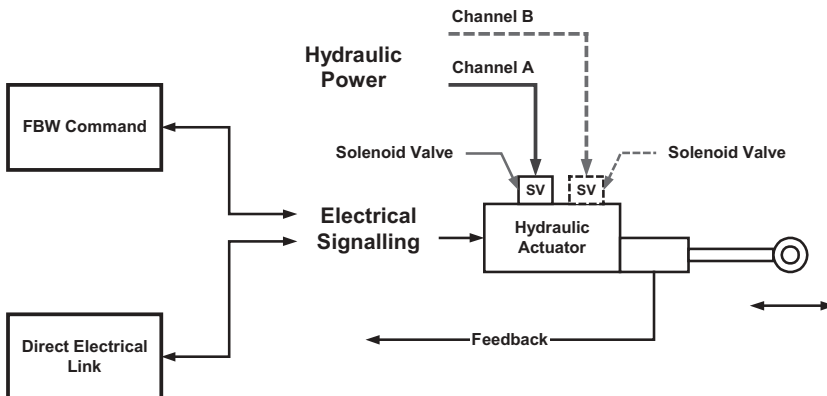 Channel B
Hydraulic
Power
Channel A
FBW Command
Solenoid Valve
Solenoid Valve
SV
SV
Electrical
Signalling
Hydraulic
Actuator
Direct Electrical
Link
Feedback